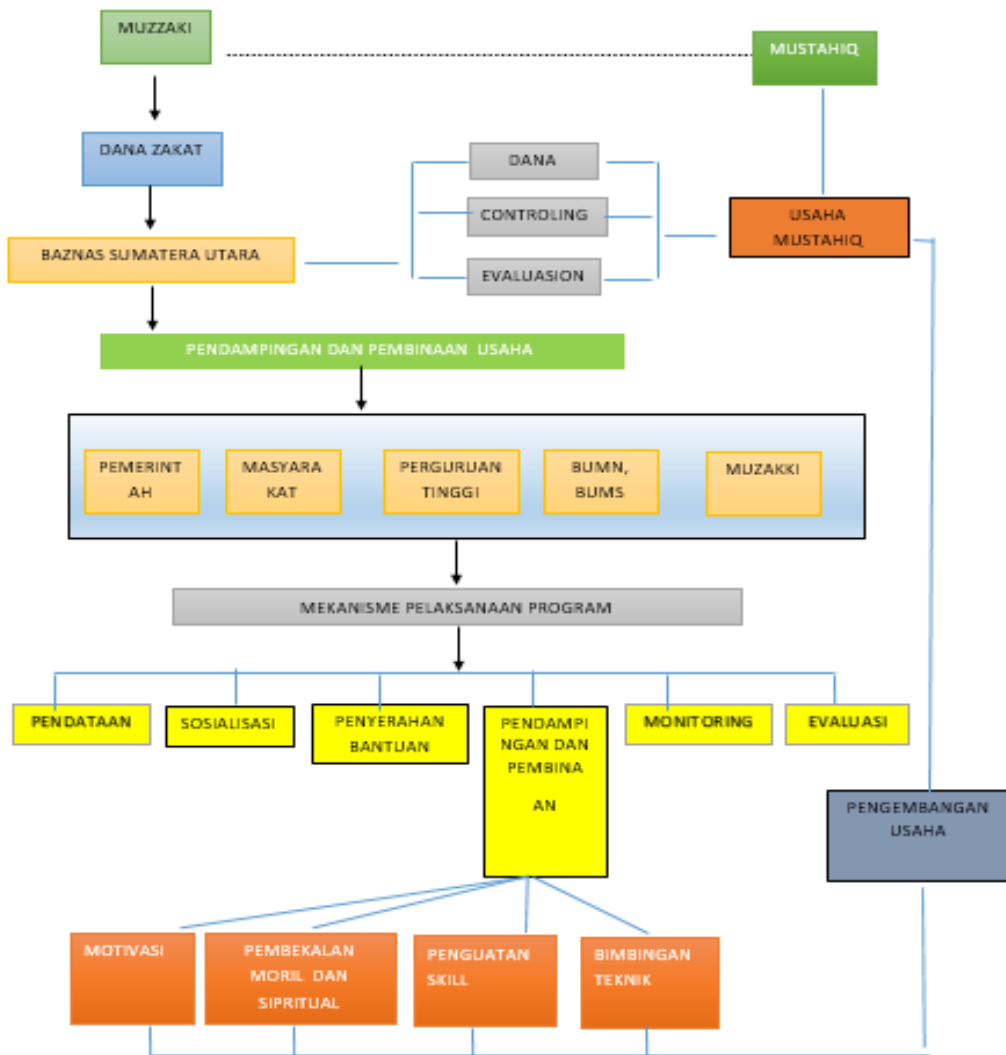 MUZZAKI
MUSTAHIQ
DANA ZAKAT
DANA
CONTROLING
EVALUASION
USAHA
MUSTAHIQ
BAZNAS SUMATERA UTARA
PENDAMPINGAN DAN PEMBINAAN USAHA
PEMERINT
AH
MASYARA
KAT
PERGURUAN
TINGGI
BUMN,
BUMS
MUZAKKI
MEKANISME PELAKSANAAN PROGRAM
PENDATAAN
SOSIALISASI
PENYERAHAN
BANTUAN
PENDAMPI
NGAN DAN
PEMBINA
AN
MONITORING
EVALUASI
PENGEMBANGAN
USAHA
MOTIVASI
PEMBEKALAN
MORIL DAN
SIPRITUAL
PENGUATAN
SKILL
BIMBINGAN
TEKNIK